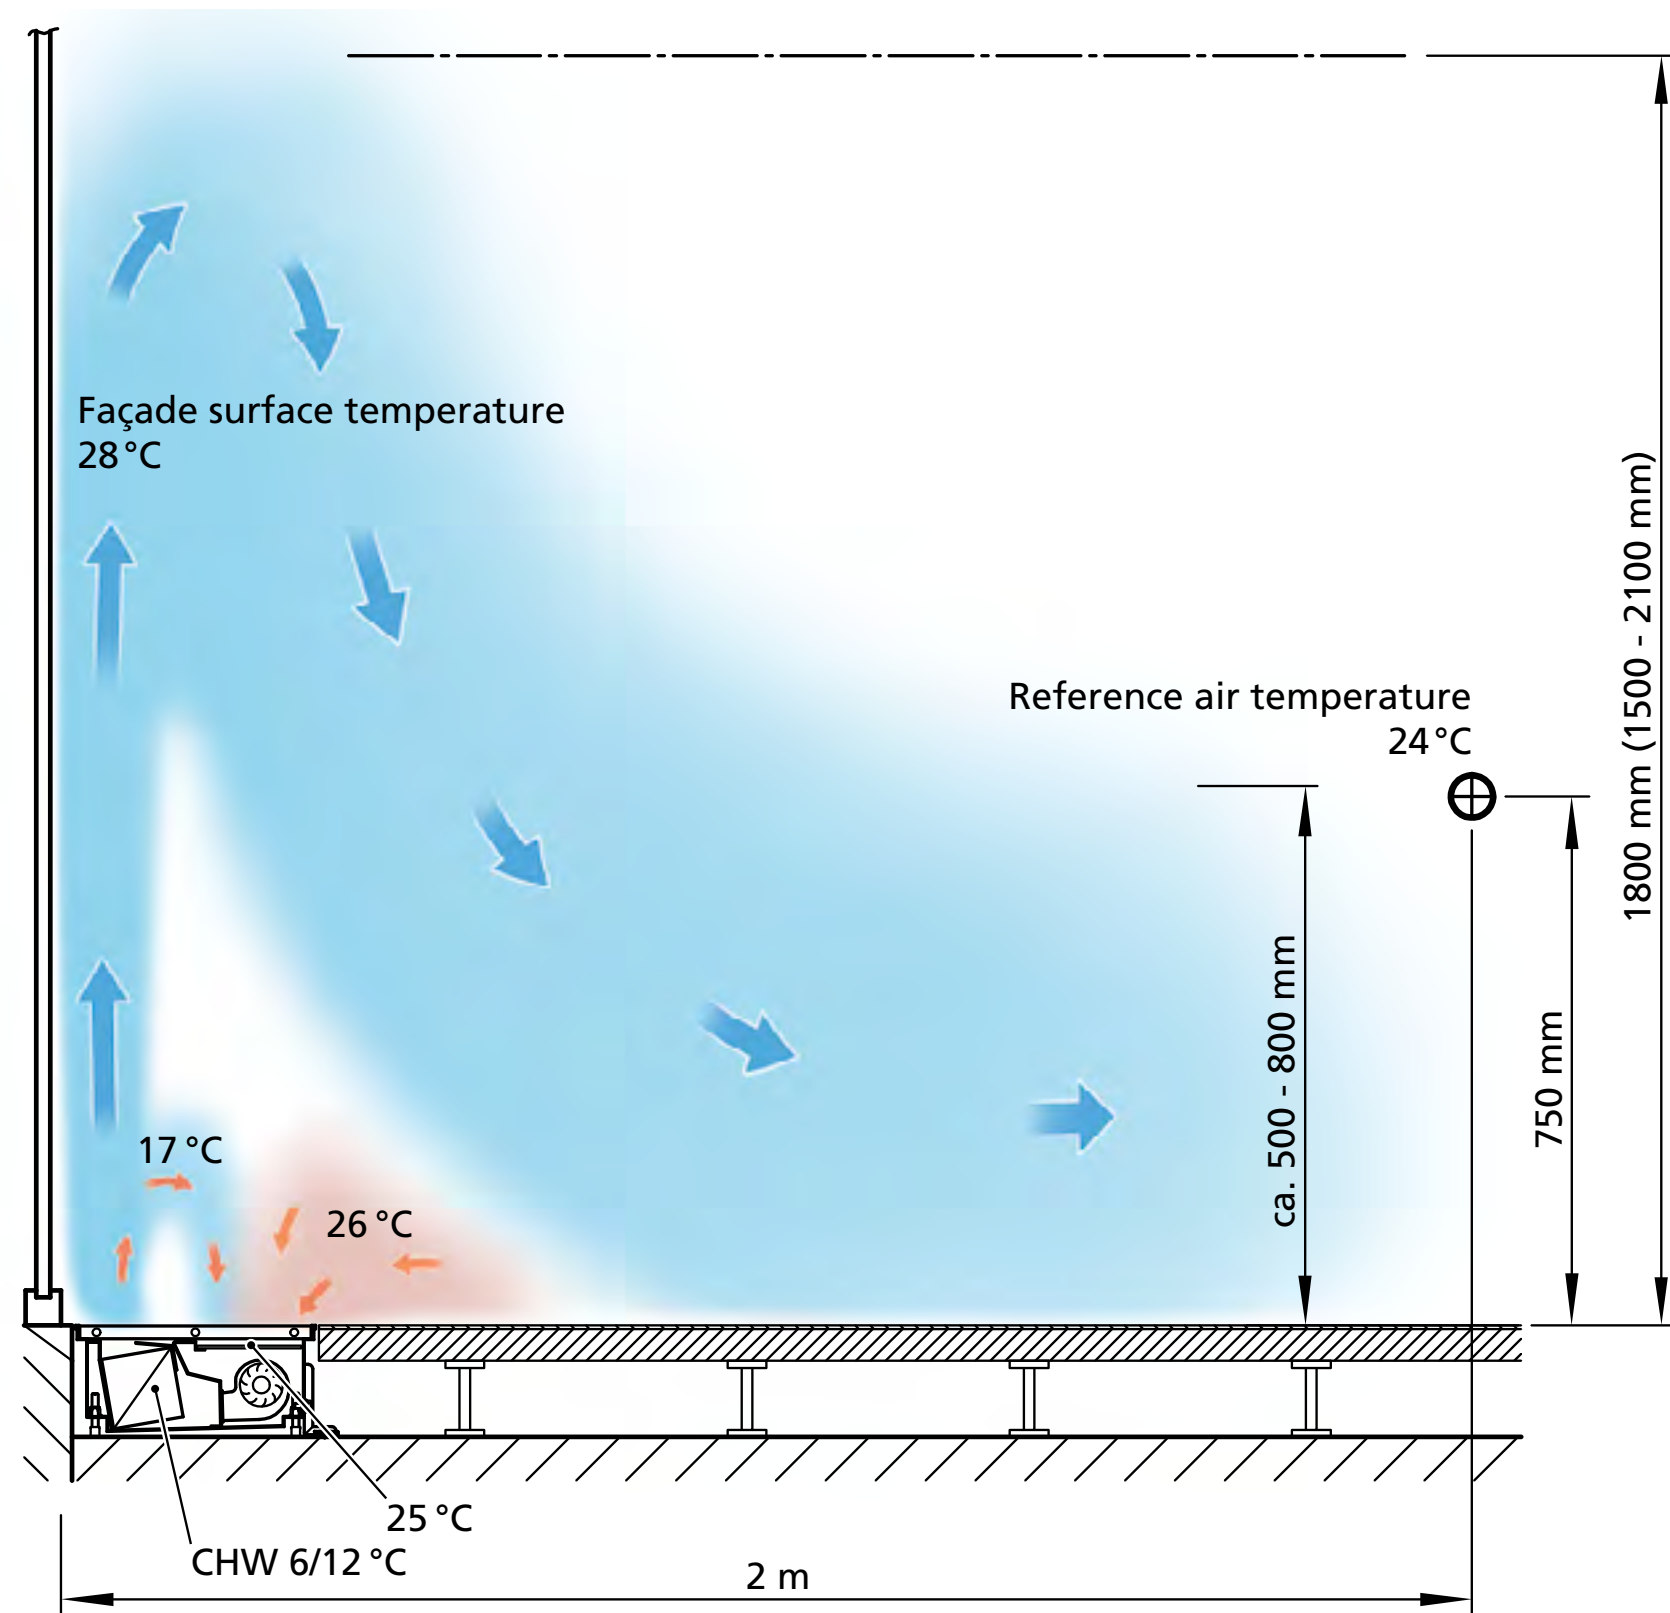 Façade surface temperature
28 °C
Reference air temperature
24 °C
1800 mm (1500 - 2100 mm)
ca. 500 - 800 mm
750 mm
17 °C
26 °C
25 °C
CHW 6/12 °C
2 m